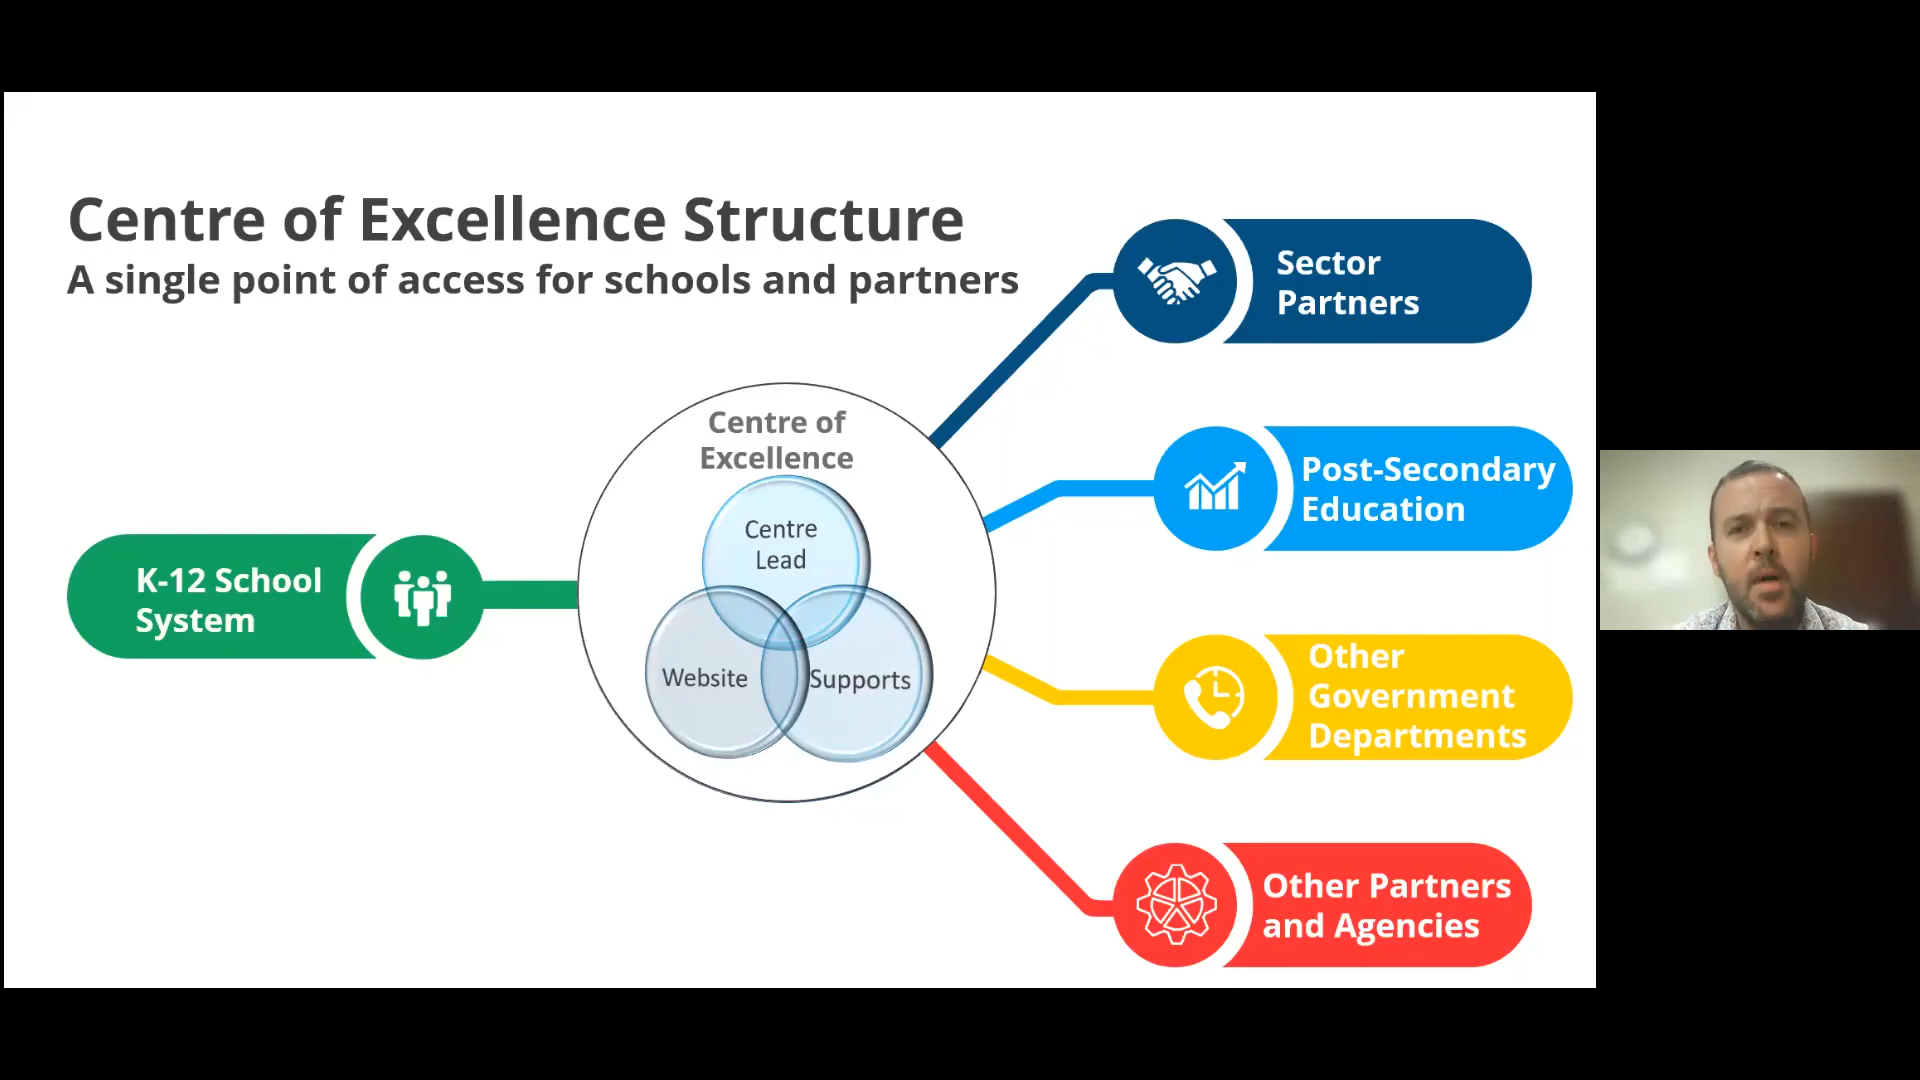 Centre of Excellence Structure
A single point of access for schools and partners
Sector
Partners
Centre of
Excellence
Centre
Lead
Website
Supports
Post-Secondary
Education
K-12 School
System
Other
Government
Departments
Other Partners
and Agencies